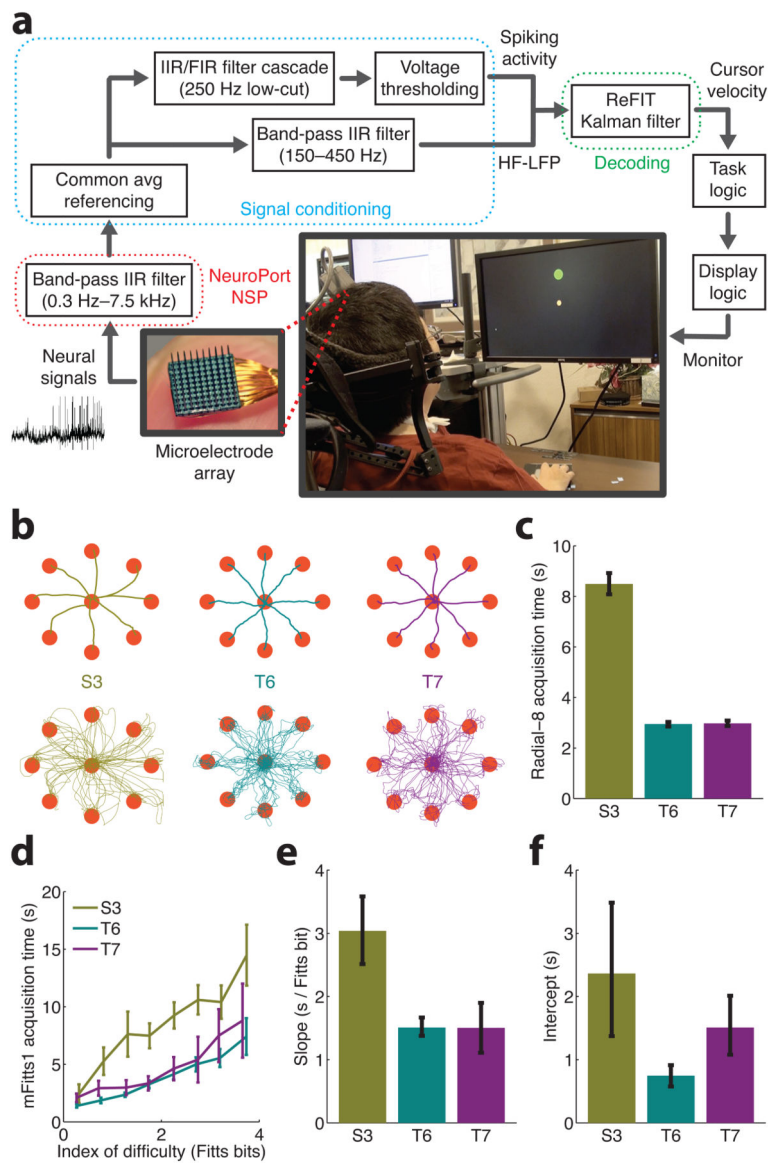 a
IIR/FIR filter cascade
(250 Hz low-cut)
Voltage
thresholding
Spiking
activity
Band-pass IIR filter
(150–450 Hz)
HF-LFP
ReFIT
Kalman filter
Decoding
Cursor
velocity
Common avg
referencing
Signal conditioning
Task
logic
Band-pass IIR filter
(0.3 Hz–7.5 kHz)
NeuroPort
NSP
Display
logic
Neural
signals
Microelectrode
array
Monitor
b
S3
T6
T7
c
Radial–8 acquisition time (s)
10
8
6
4
2
0
S3
T6
T7
d
mFitts1 acquisition time (s)
20
15
10
5
0
S3
T6
T7
0
2
4
Index of difficulty (Fitts bits)
e
Slope (s / Fitts bit)
4
3
2
1
0
S3
T6
T7
f
Intercept (s)
4
3
2
1
0
S3
T6
T7